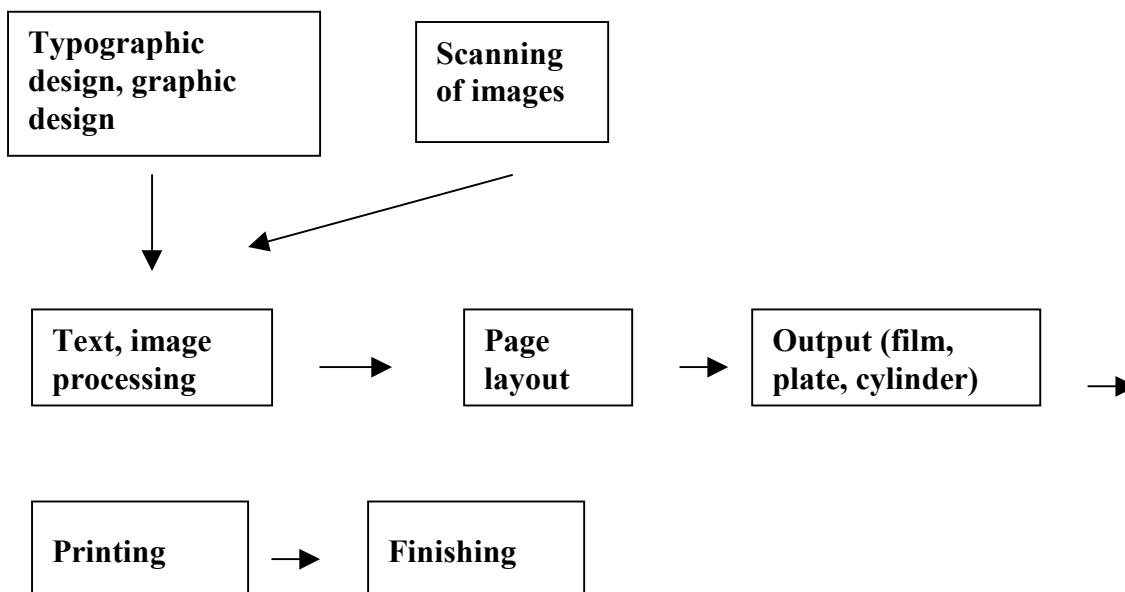 Typographic
design, graphic
design
Scanning
of images
Text, image
processing
Page
layout
Output (film,
plate, cylinder)
Printing
Finishing